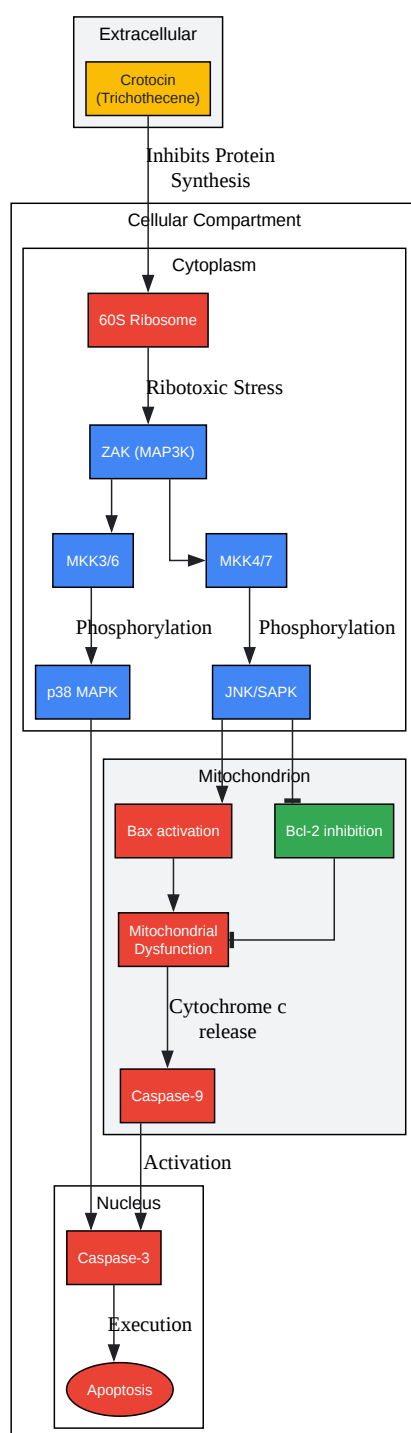 Extracellular
Crotocin
(Trichothecene)
Inhibits Protein
Synthesis
Cellular Compartment
Cytoplasm
60S Ribosome
Ribotoxic Stress
ZAK (MAP3K)
MKK3/6
MKK4/7
Phosphorylation
Phosphorylation
p38 MAPK
JNK/SAPK
Mitochondrion
Bax activation
Bcl-2 inhibition
Mitochondrial
Dysfunction
Cytochrome c
release
Caspase-9
Activation
Nucleus
Caspase-3
Execution
Apoptosis